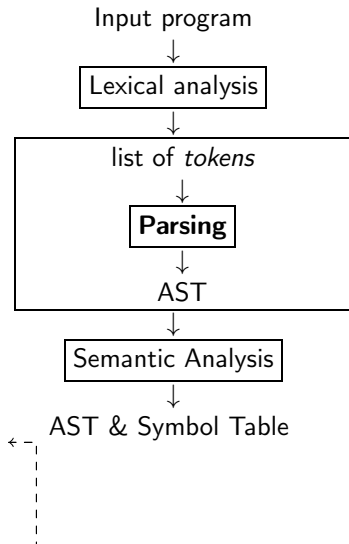 Input program
Lexical analysis
list of tokens
Parsing
AST
Semantic Analysis
AST & Symbol Table